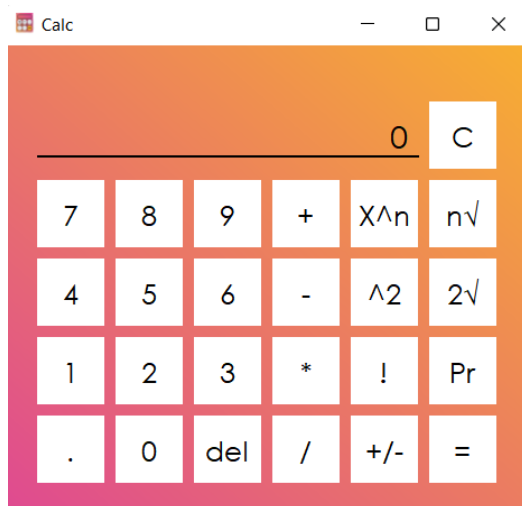 Calc
0 C
7 8 9 + X^n n√
4 5 6 - ^2 2√
1 2 3 * ! Pr
. 0 del / +/- =